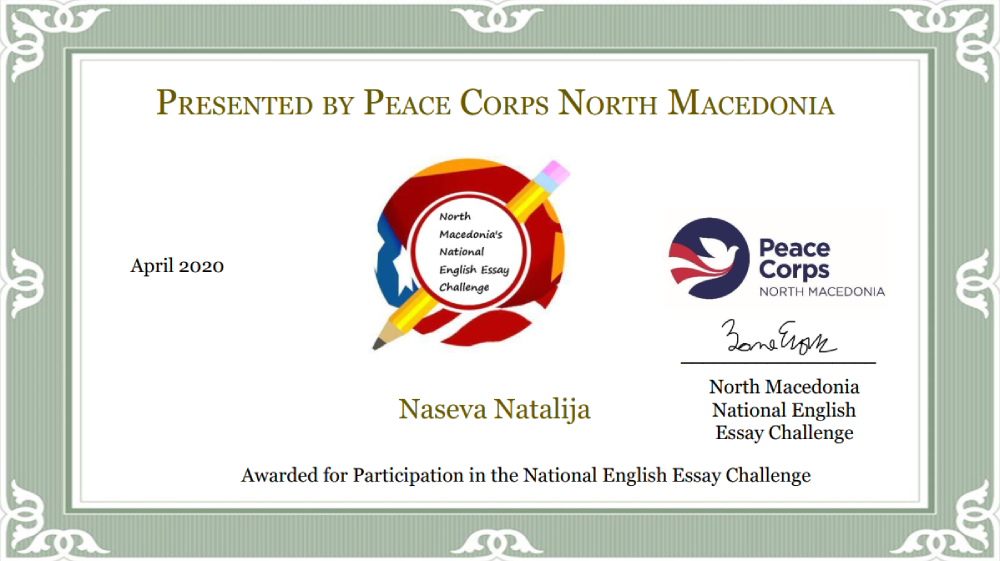 PRESENTED BY PEACE CORPS NORTH MACEDONIA
North
Macedonia's
National
English Essay
Challenge
April 2020
Peace
Corps
NORTH MACEDONIA
North Macedonia
National English
Essay Challenge
Naseva Natalija
Awarded for Participation in the National English Essay Challenge